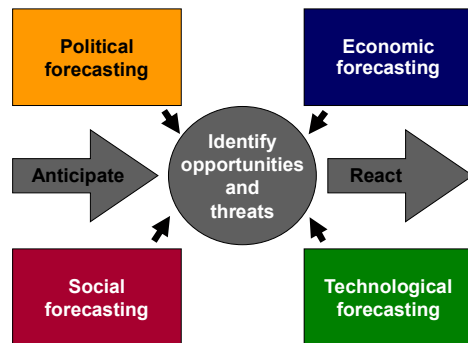 Political
forecasting
Economic
forecasting
Identify
opportunities
and
threats
Anticipate
React
Social
forecasting
Technological
forecasting